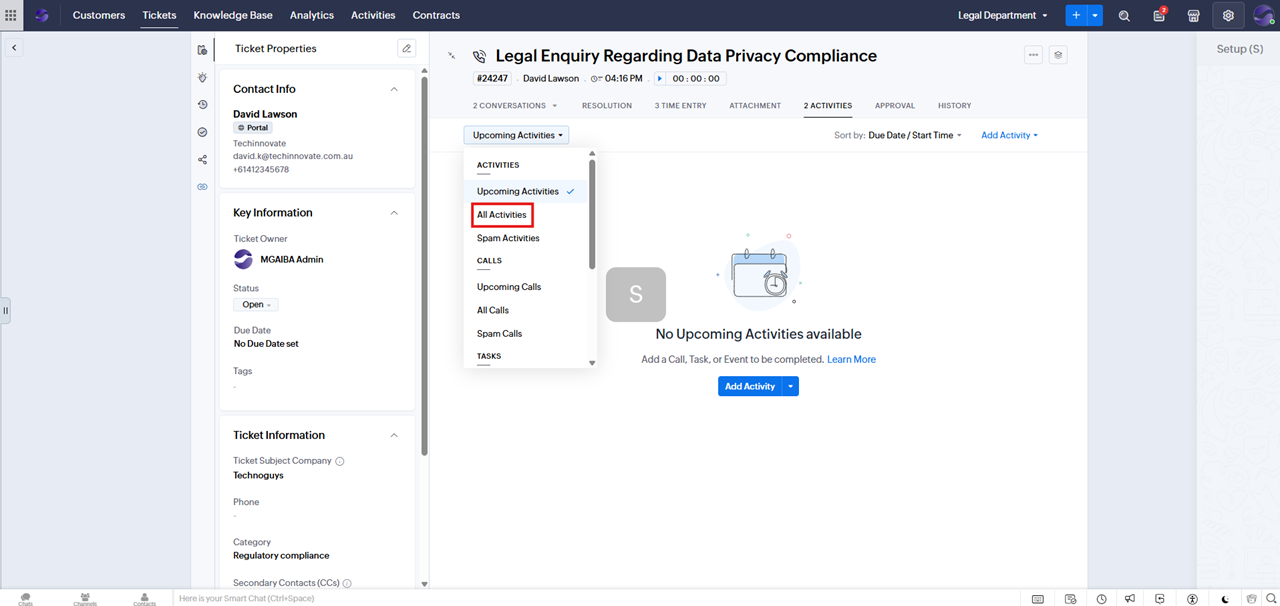 Customers
Tickets
Knowledge Base
Analytics
Activities
Contracts
Legal Department
2
Setup (S)
Ticket Properties
Contact Info
David Lawson
Portal
Techinnovate
david.k@techinnovate.com.au
+61412345678
Key Information
Ticket Owner
MGAIBA Admin
Status
Open
Due Date
No Due Date set
Tags
-
Ticket Information
Ticket Subject Company
Technoguys
Phone
-
Category
Regulatory compliance
Secondary Contacts (CCs)
Legal Enquiry Regarding Data Privacy Compliance
#24247 . David Lawson . 04:16 PM . 00 : 00 : 00
2 CONVERSATIONS
RESOLUTION
3 TIME ENTRY
ATTACHMENT
2 ACTIVITIES
APPROVAL
HISTORY
Upcoming Activities
Sort by: Due Date / Start Time
Add Activity
ACTIVITIES
Upcoming Activities
All Activities
Spam Activities
CALLS
Upcoming Calls
All Calls
Spam Calls
TASKS
S
No Upcoming Activities available
Add a Call, Task, or Event to be completed. Learn More
Add Activity
Chats
Channels
Contacts
Here is your Smart Chat (Ctrl+Space)